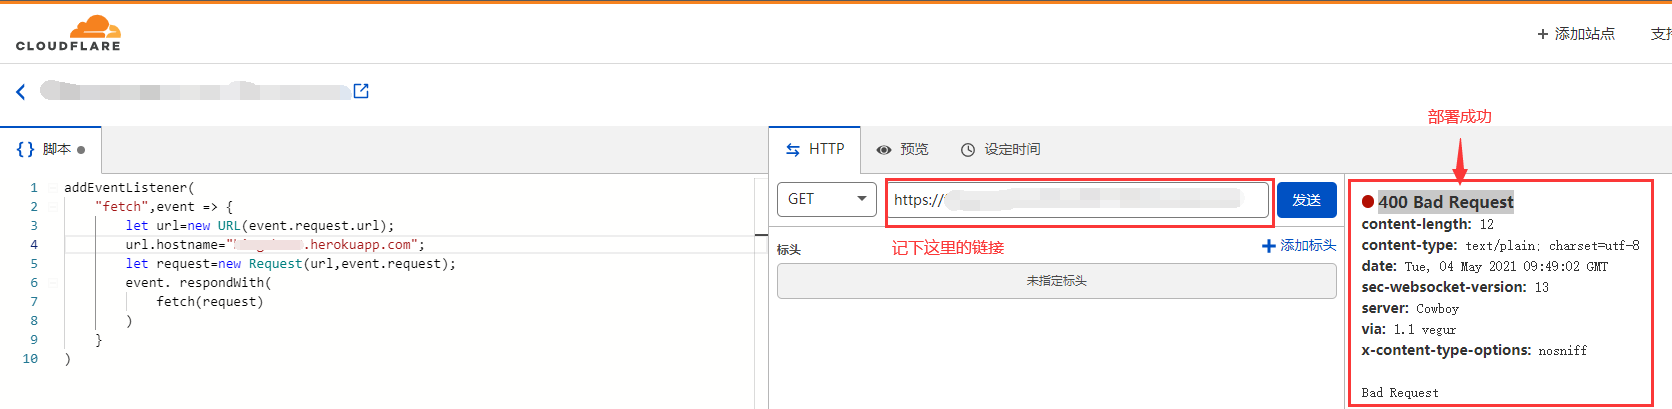 CLOUDFLARE
+ 添加站点
支持
{} 脚本 ●
1 addEventListener(
2 "fetch",event => {
3 let url=new URL(event.request.url);
4 url.hostname=" .herokuapp.com";
5 let request=new Request(url,event.request);
6 event. respondWith(
7 fetch(request)
8 )
9 }
10 )
HTTP
预览
设定时间
GET
https://
发送
记下这里的链接
标头
+ 添加标头
未指定标头
部署成功
400 Bad Request
content-length: 12
content-type: text/plain; charset=utf-8
date: Tue, 04 May 2021 09:49:02 GMT
sec-websocket-version: 13
server: Cowboy
via: 1.1 vegur
x-content-type-options: nosniff
Bad Request